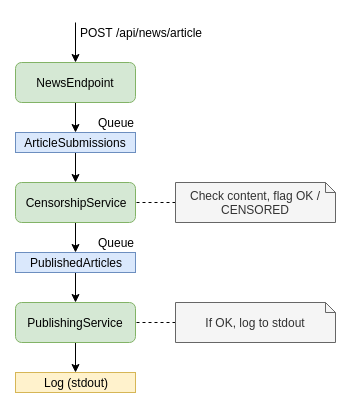 POST /api/news/article
NewsEndpoint
Queue
ArticleSubmissions
CensorshipService
Check content, flag OK /
CENSORED
Queue
PublishedArticles
PublishingService
If OK, log to stdout
Log (stdout)